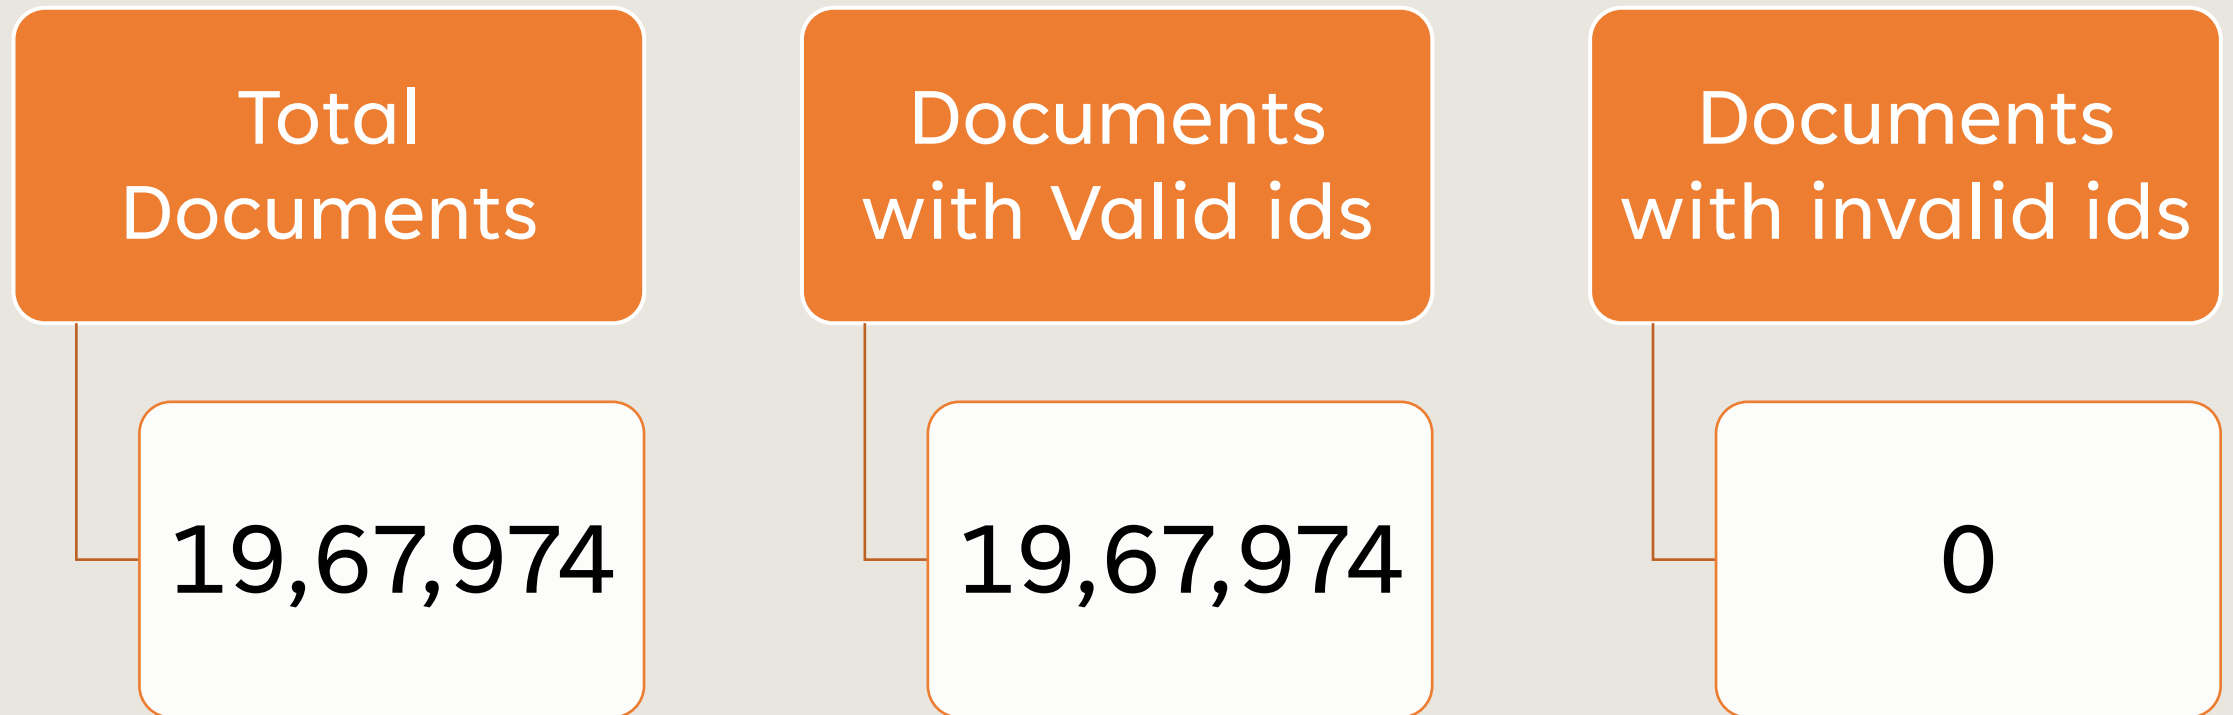 Total
Documents
19,67,974
Documents
with Valid ids
19,67,974
Documents
with invalid ids
0